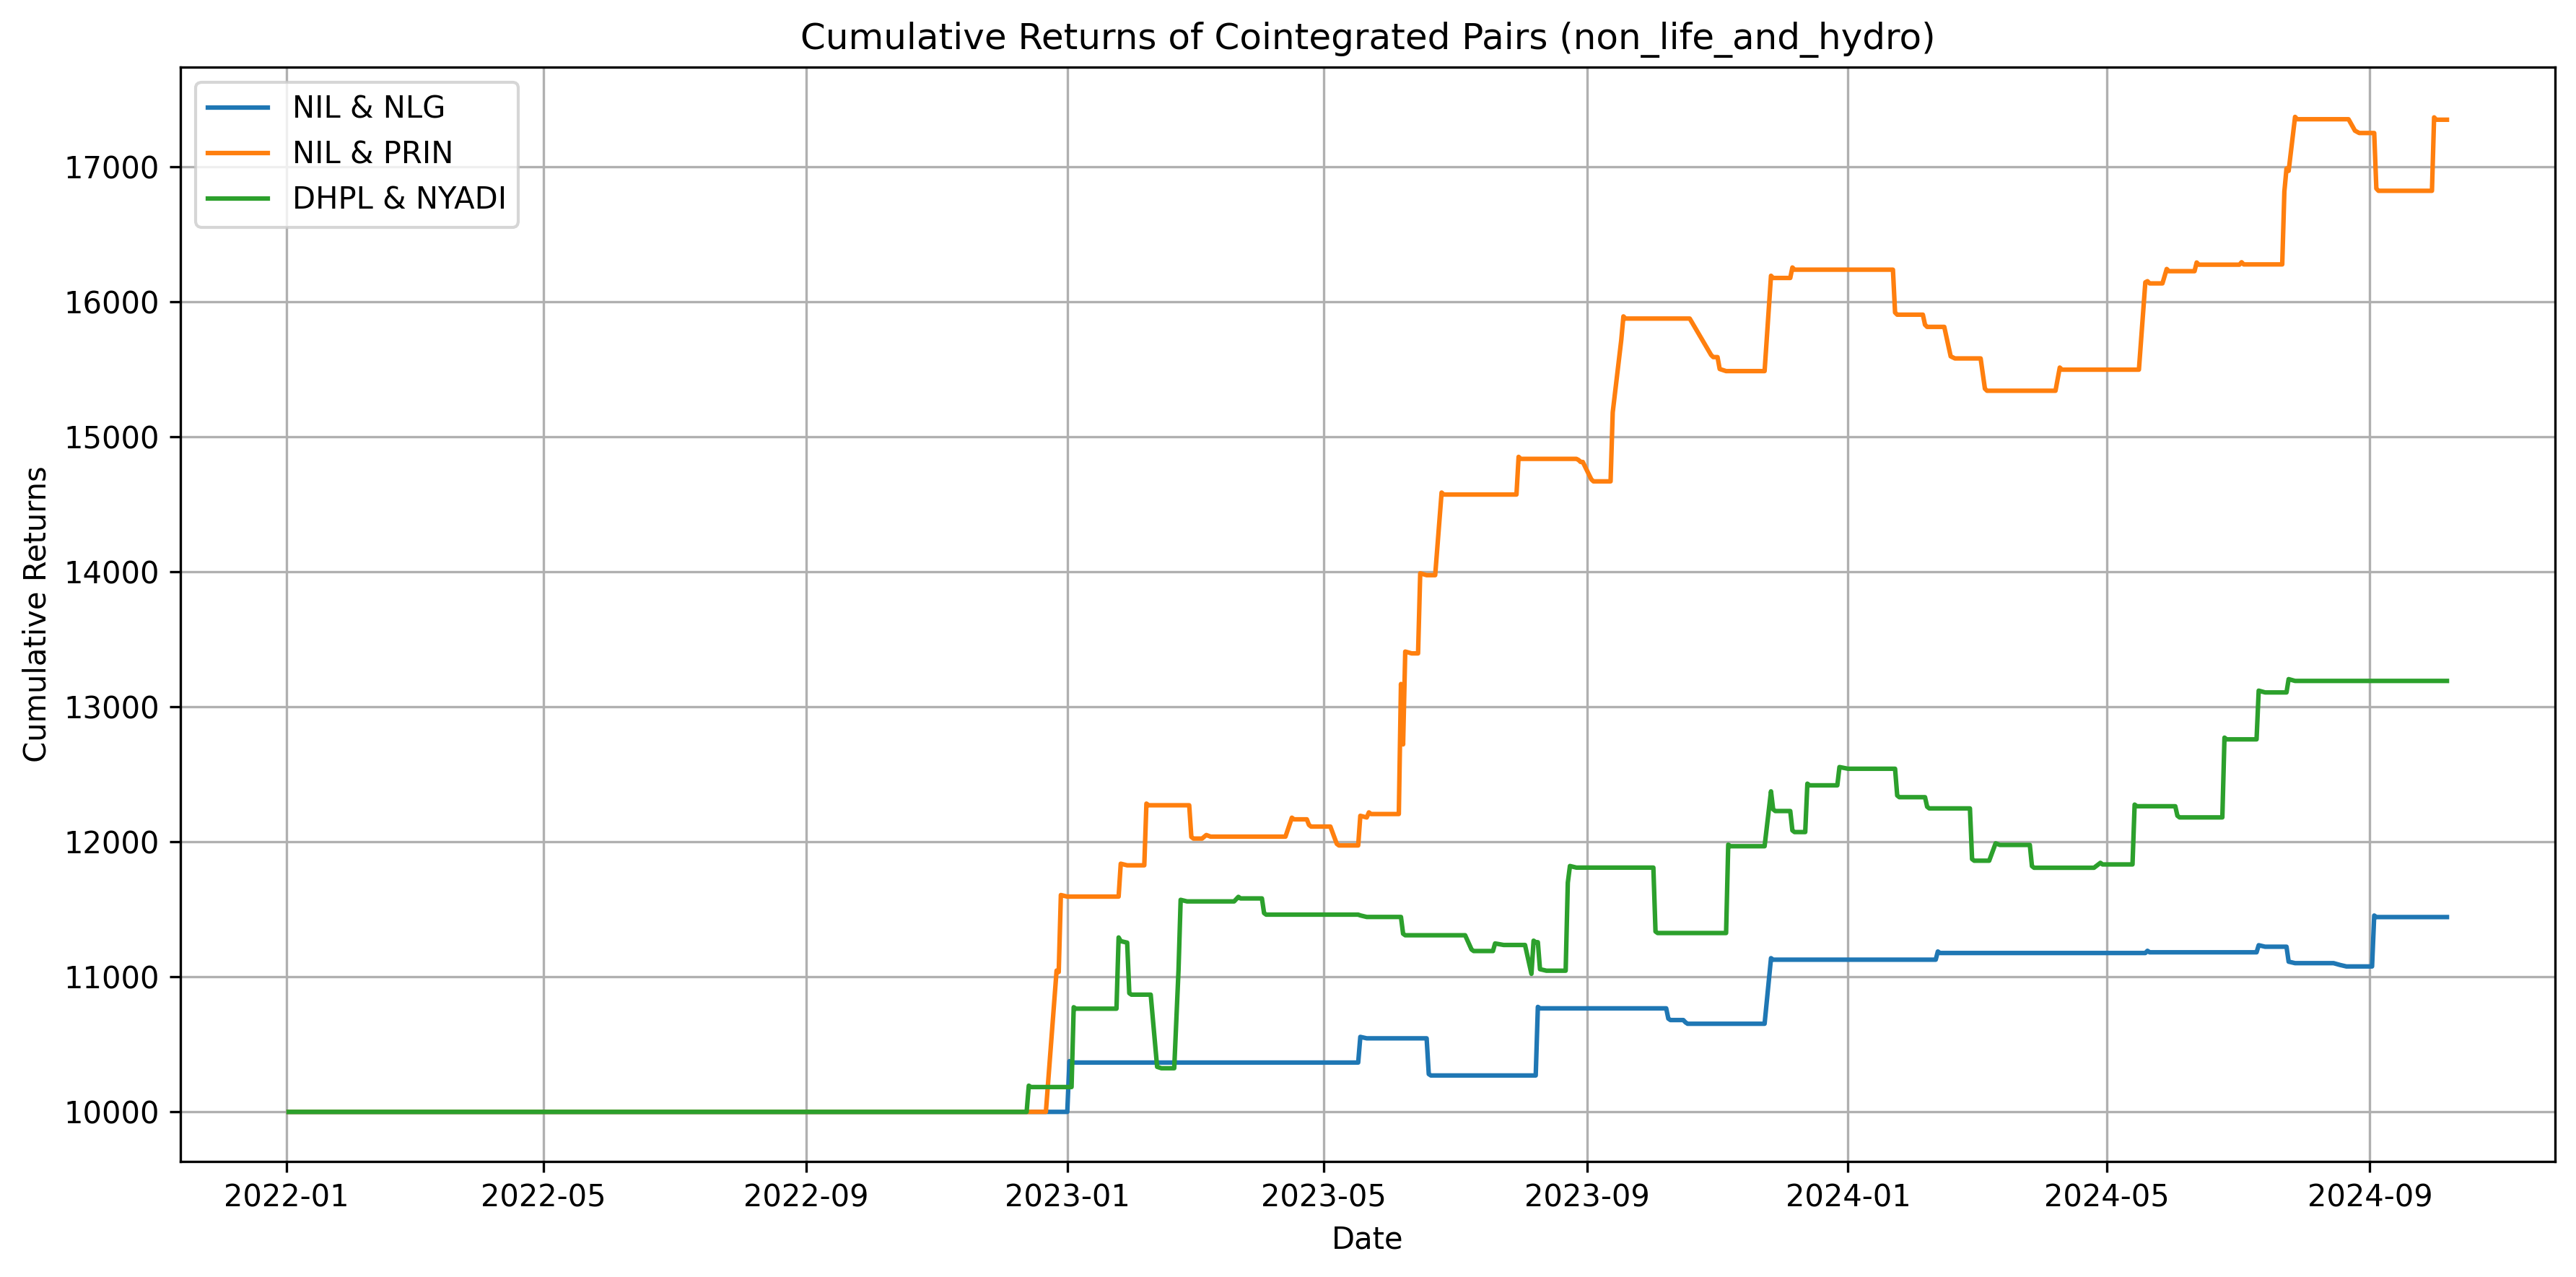 Cumulative Returns of Cointegrated Pairs (non_life_and_hydro)
NIL & NLG
NIL & PRIN
DHPL & NYADI
Cumulative Returns
17000
16000
15000
14000
13000
12000
11000
10000
2022-01 2022-05 2022-09 2023-01 2023-05 2023-09 2024-01 2024-05 2024-09
Date